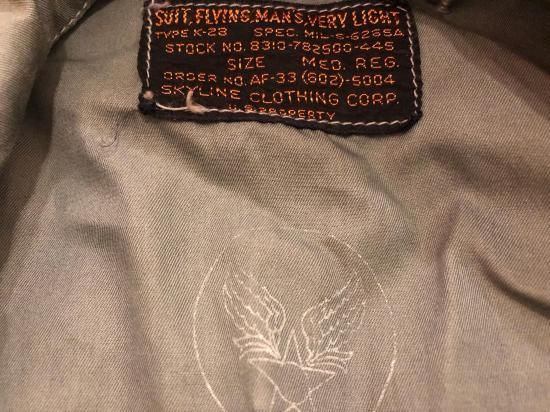 SUIT, FLYING, MAN'S, VERY LIGHT
TYPE K-2B SPEC. MIL-S-6265A
STOCK NO. 8310-782500-445
SIZE MED. REG.
ORDER NO. AF-33 (602)-5004
SKYLINE CLOTHING CORP.
U.S. PROPERTY